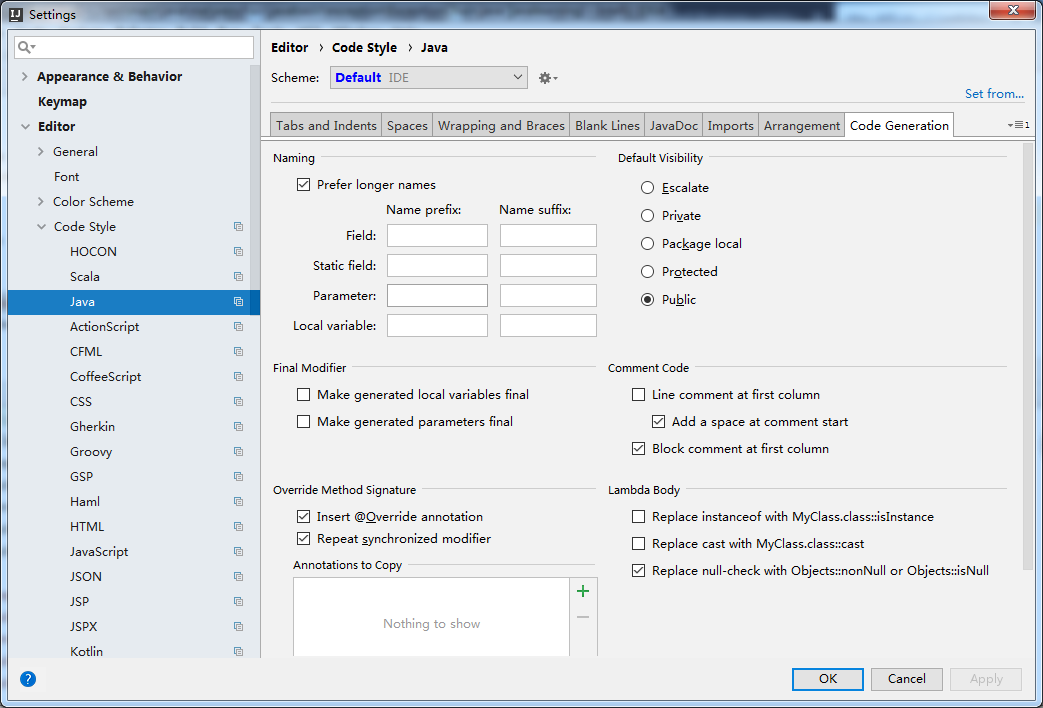 Settings
Appearance & Behavior
Keymap
Editor
General
Font
Color Scheme
Code Style
HOCON
Scala
Java
ActionScript
CFML
CoffeeScript
CSS
Gherkin
Groovy
GSP
Haml
HTML
JavaScript
JSON
JSP
JSPX
Kotlin
Editor › Code Style › Java
Scheme: Default IDE
Set from...
Tabs and Indents Spaces Wrapping and Braces Blank Lines JavaDoc Imports Arrangement Code Generation 1
Naming
Prefer longer names
Name prefix: Name suffix:
Field:
Static field:
Parameter:
Local variable:
Default Visibility
Escalate
Private
Package local
Protected
Public
Final Modifier
Make generated local variables final
Make generated parameters final
Comment Code
Line comment at first column
Add a space at comment start
Block comment at first column
Override Method Signature
Insert @Override annotation
Repeat synchronized modifier
Annotations to Copy
Nothing to show
Lambda Body
Replace instanceof with MyClass.class::isInstance
Replace cast with MyClass.class::cast
Replace null-check with Objects::nonNull or Objects::isNull
? OK Cancel Apply